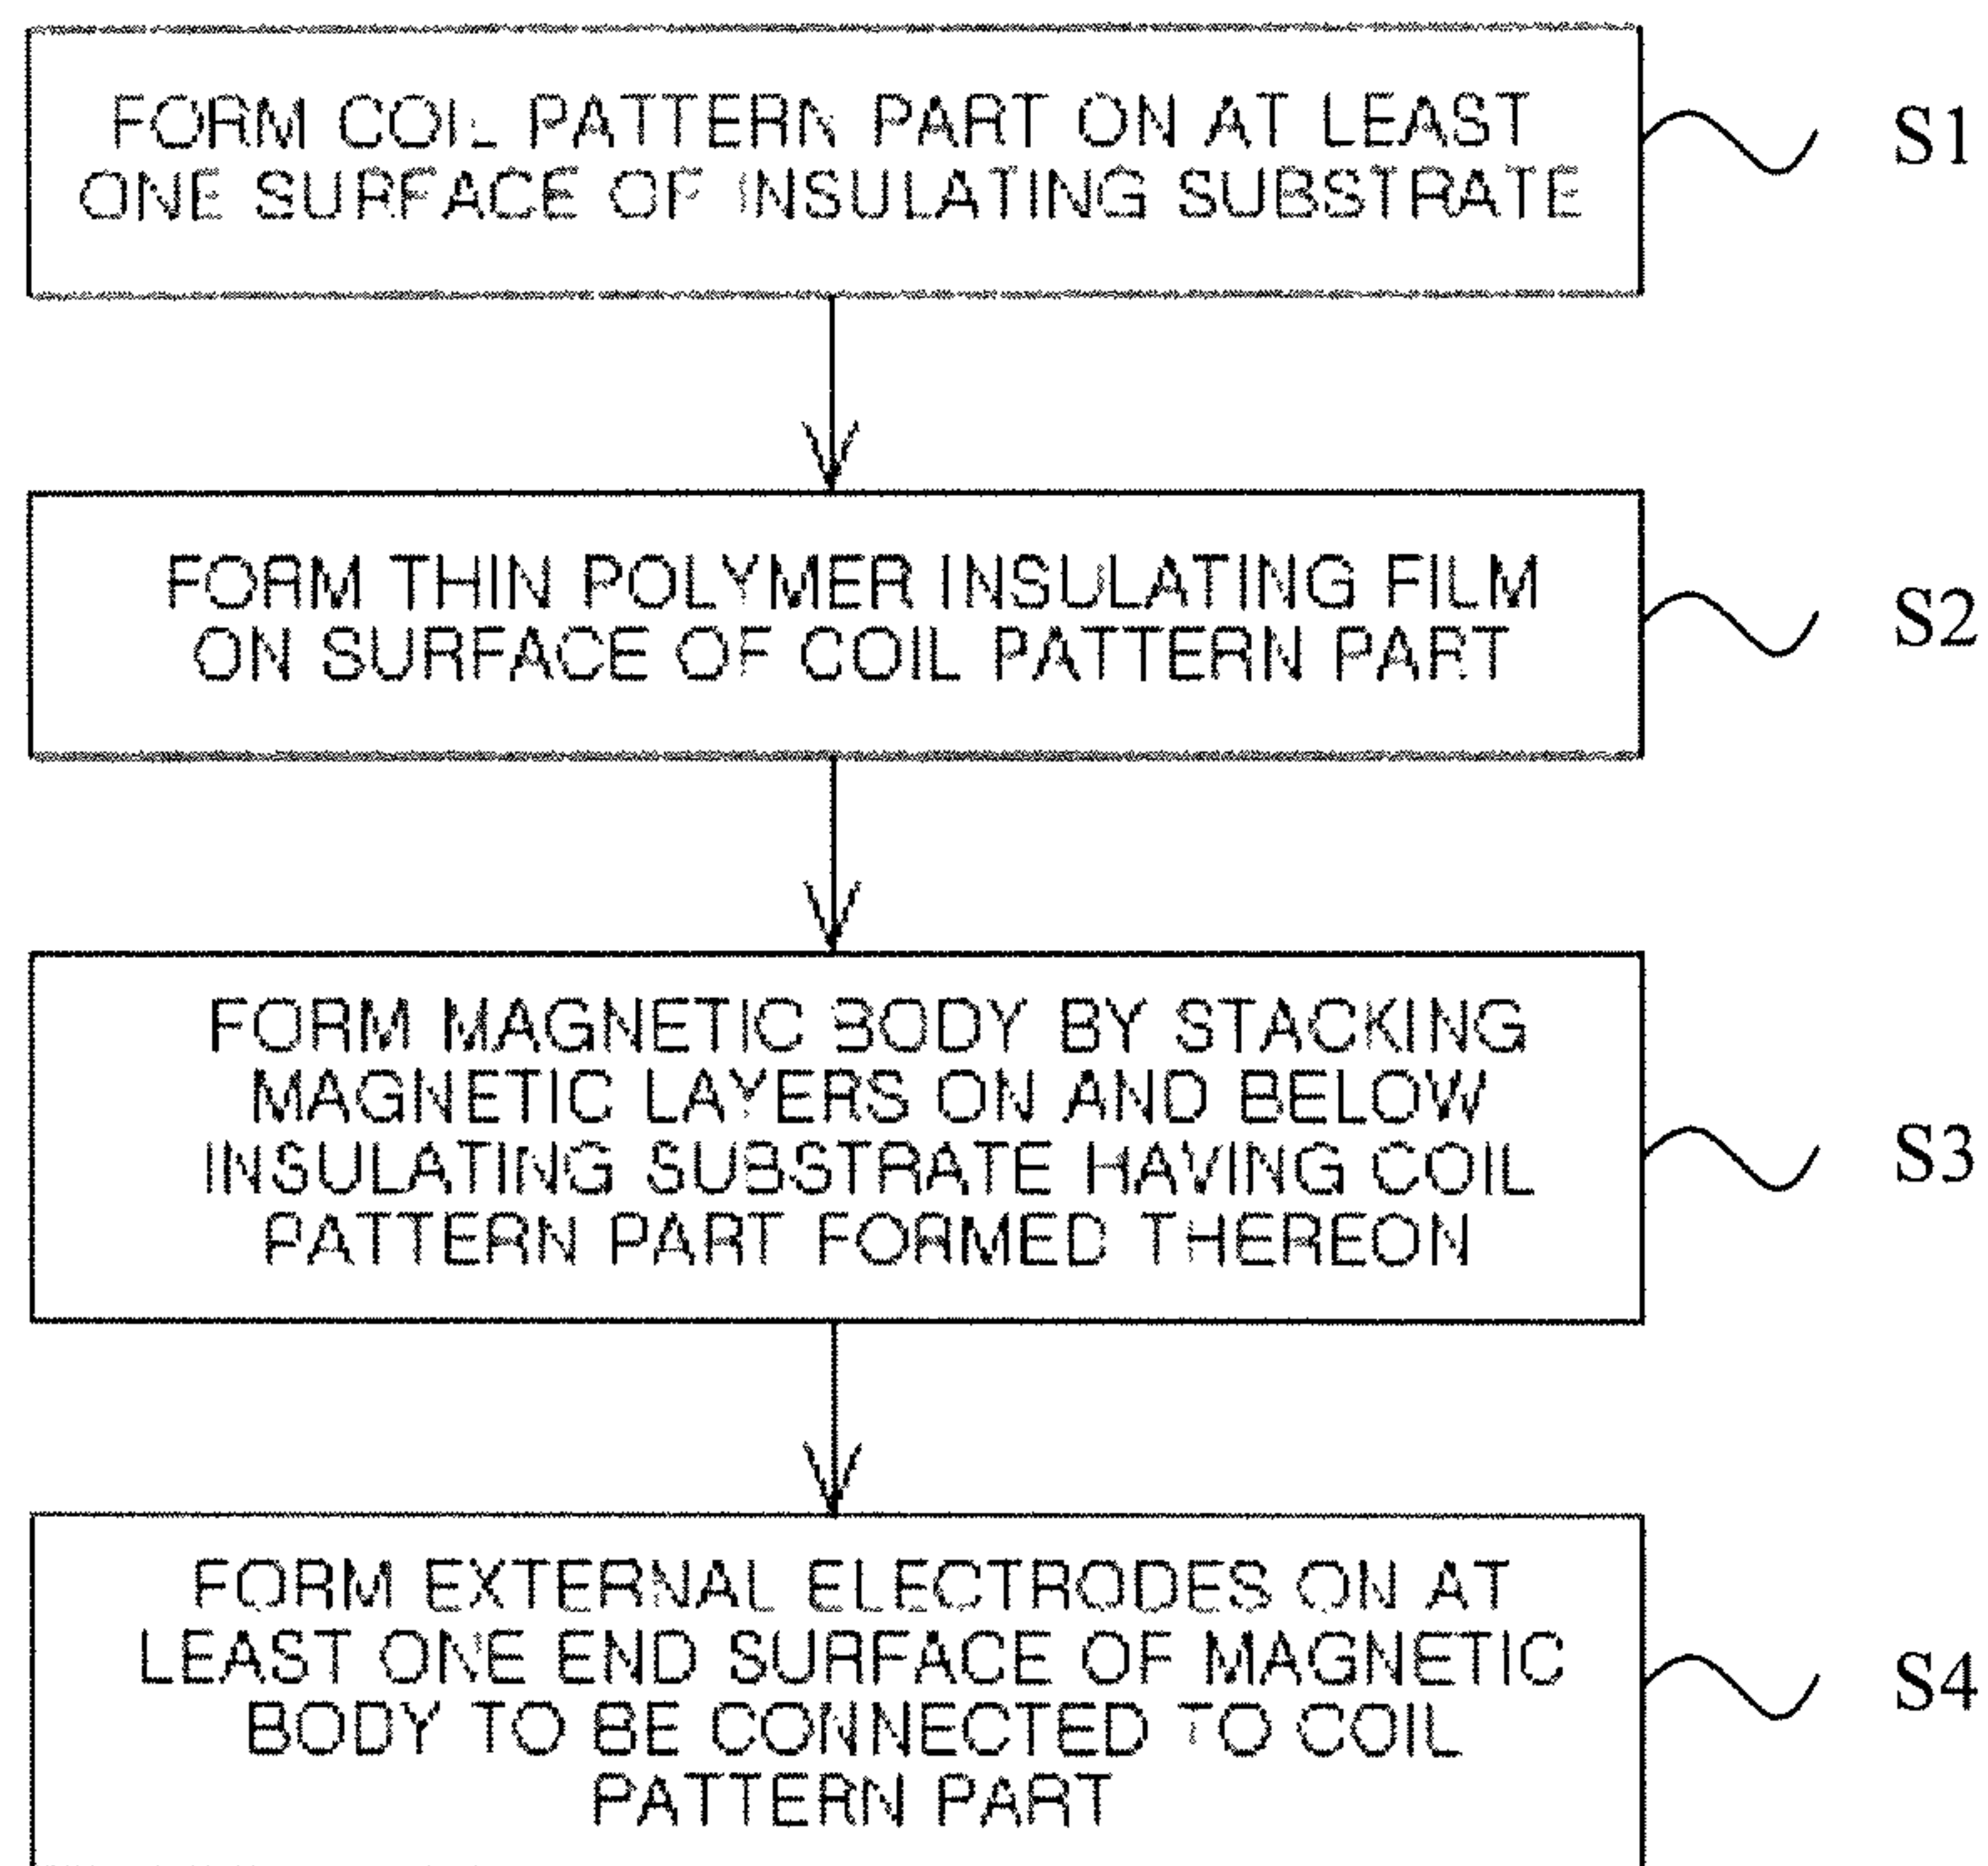 FORM COIL PATTERN PART ON AT LEAST
ONE SURFACE OF INSULATING SUBSTRATE
S1
FORM THIN POLYMER INSULATING FILM
ON SURFACE OF COIL PATTERN PART
S2
FORM MAGNETIC BODY BY STACKING
MAGNETIC LAYERS ON AND BELOW
INSULATING SUBSTRATE HAVING COIL
PATTERN PART FORMED THEREON
S3
FORM EXTERNAL ELECTRODES ON AT
LEAST ONE END SURFACE OF MAGNETIC
BODY TO BE CONNECTED TO COIL
PATTERN PART
S4